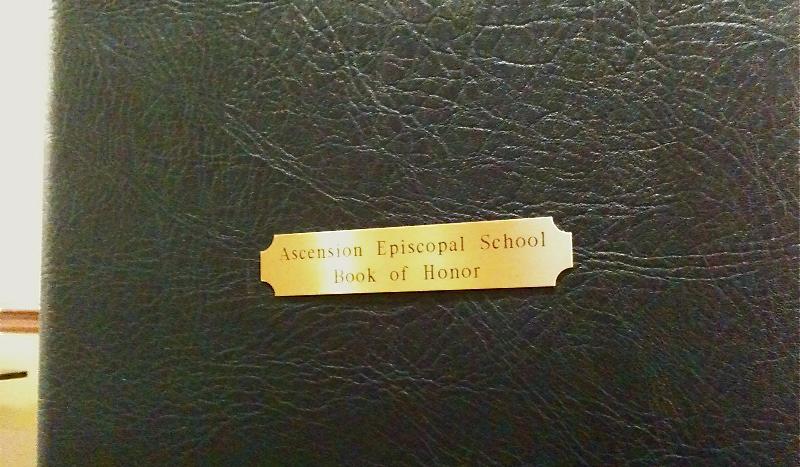 Ascension Episcopal School
Book of Honor